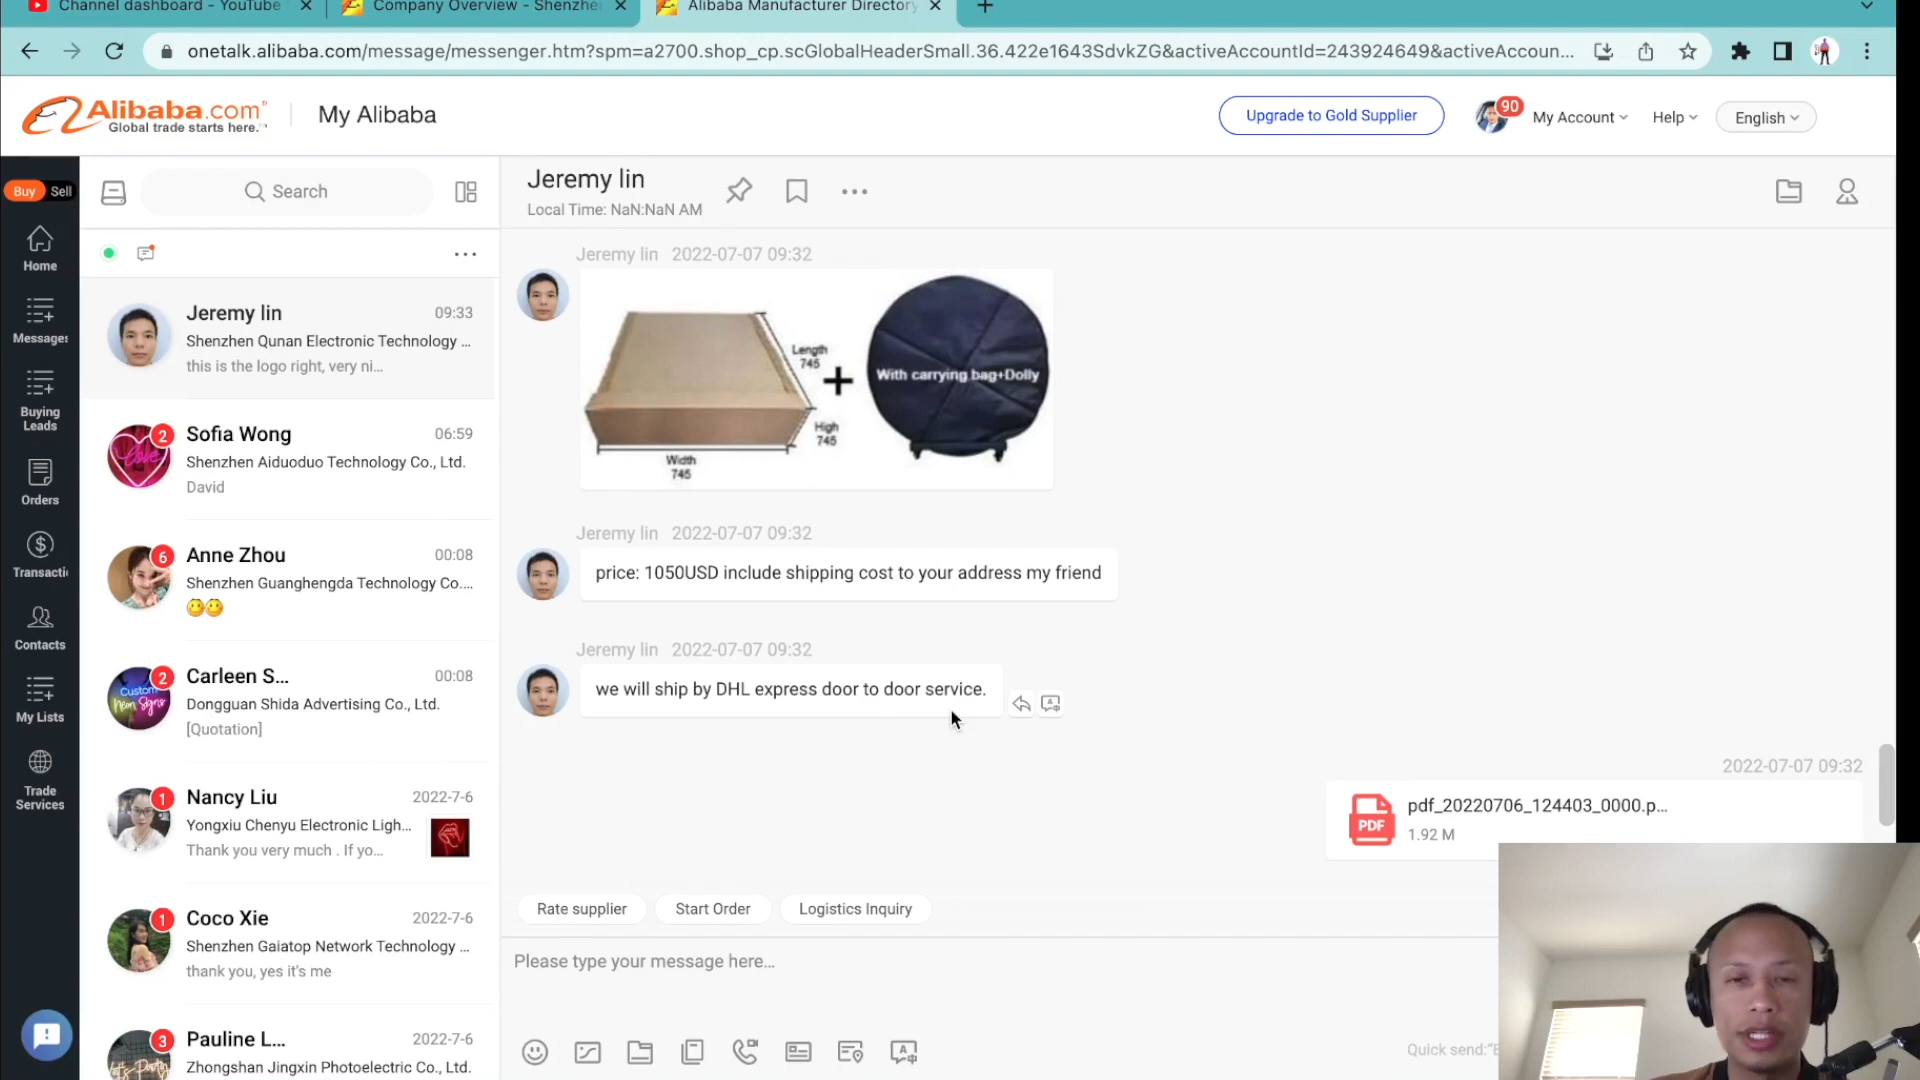 Channel dashboard - YouTube
Company Overview - Shenzhe
Alibaba Manufacturer Directory
onetalk.alibaba.com/message/messenger.htm?spm=a2700.shop_cp.scGlobalHeaderSmall.36.422e1643SdvkZG&activeAccountId=243924649&activeAccoun...
Alibaba.com
Global trade starts here.™
My Alibaba
Upgrade to Gold Supplier
90
My Account
Help
English
Buy
Sell
Home
Messages
Buying
Leads
Orders
Transacti
Contacts
My Lists
Trade
Services
Search
Jeremy lin
09:33
Shenzhen Qunan Electronic Technology ...
this is the logo right, very ni...
2
Sofia Wong
06:59
Shenzhen Aiduoduo Technology Co., Ltd.
David
6
Anne Zhou
00:08
Shenzhen Guanghengda Technology Co....
Custom
Neon Signs
2
Carleen S...
00:08
Dongguan Shida Advertising Co., Ltd.
[Quotation]
1
Nancy Liu
2022-7-6
Yongxiu Chenyu Electronic Ligh...
Thank you very much . If yo...
1
Coco Xie
2022-7-6
Shenzhen Gaiatop Network Technology ...
thank you, yes it's me
3
Pauline L...
2022-7-6
Zhongshan Jingxin Photoelectric Co., Ltd.
Jeremy lin
Local Time: NaN:NaN AM
Jeremy lin 2022-07-07 09:32
Length
745
+
With carrying bag+Dolly
High
745
Width
745
Jeremy lin 2022-07-07 09:32
price: 1050USD include shipping cost to your address my friend
Jeremy lin 2022-07-07 09:32
we will ship by DHL express door to door service.
2022-07-07 09:32
PDF
pdf_20220706_124403_0000.p...
1.92 M
Rate supplier
Start Order
Logistics Inquiry
Please type your message here...
Quick send:"E